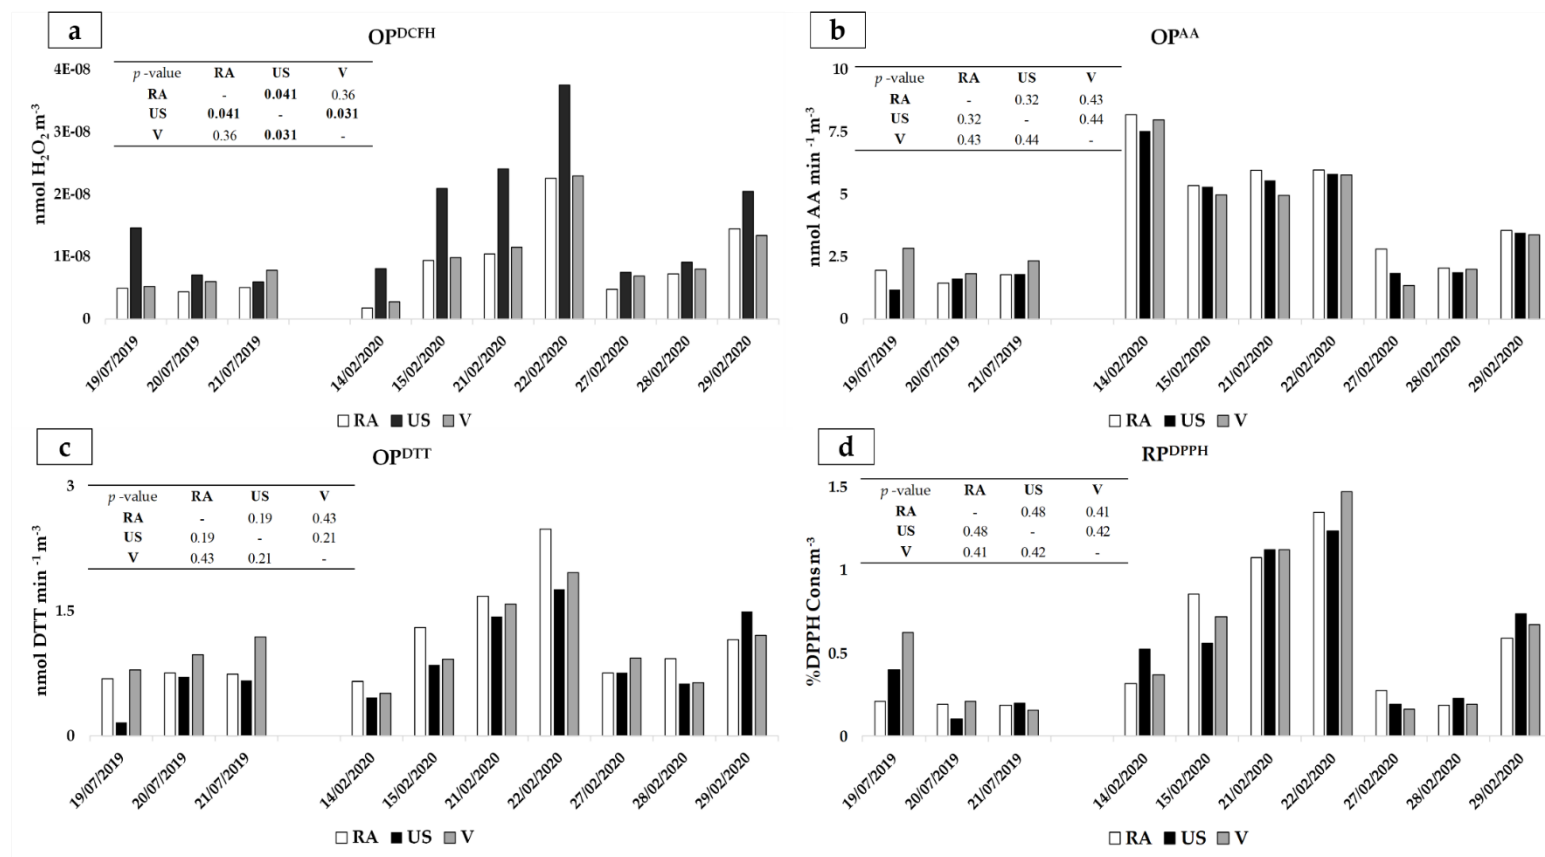 a
OP^DCFH
nmol H₂O₂ m⁻³
4E-08
3E-08
2E-08
1E-08
0
p -value RA US V
RA - 0.041 0.36
US 0.041 - 0.031
V 0.36 0.031 -
19/07/2019 20/07/2019 21/07/2019 14/02/2020 15/02/2020 21/02/2020 22/02/2020 27/02/2020 28/02/2020 29/02/2020
RA US V
b
OP^AA
nmol AA min ⁻¹ m⁻³
10
7.5
5
2.5
0
p -value RA US V
RA - 0.32 0.43
US 0.32 - 0.44
V 0.43 0.44 -
19/07/2019 20/07/2019 21/07/2019 14/02/2020 15/02/2020 21/02/2020 22/02/2020 27/02/2020 28/02/2020 29/02/2020
RA US V
c
OP^DTT
nmol DTT min ⁻¹ m⁻³
3
1.5
0
p -value RA US V
RA - 0.19 0.43
US 0.19 - 0.21
V 0.43 0.21 -
19/07/2019 20/07/2019 21/07/2019 14/02/2020 15/02/2020 21/02/2020 22/02/2020 27/02/2020 28/02/2020 29/02/2020
RA US V
d
RP^DPPH
%DPPH Cons m⁻³
1.5
1
0.5
0
p -value RA US V
RA - 0.48 0.41
US 0.48 - 0.42
V 0.41 0.42 -
19/07/2019 20/07/2019 21/07/2019 14/02/2020 15/02/2020 21/02/2020 22/02/2020 27/02/2020 28/02/2020 29/02/2020
RA US V